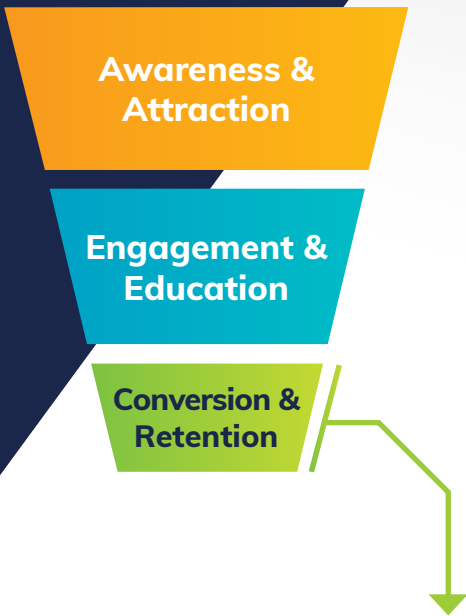 Awareness &
Attraction
Engagement &
Education
Conversion &
Retention